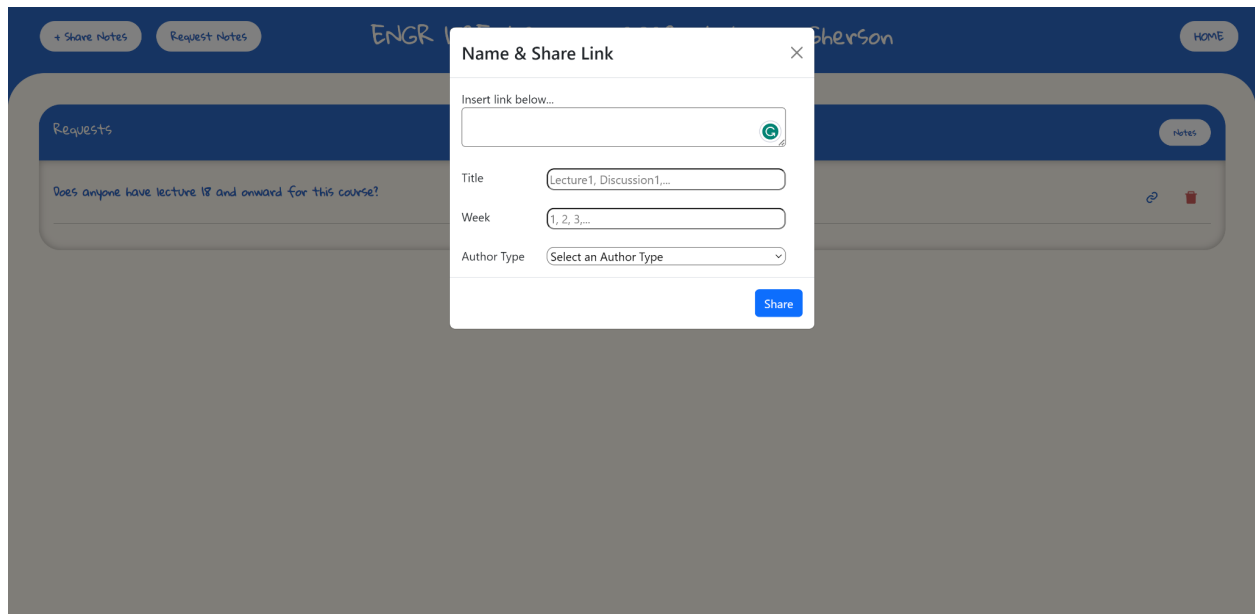 + Share Notes
Request Notes
ENGR
HOME
Name & Share Link
Insert link below...
Title
Lecture1, Discussion1,...
Week
1, 2, 3,...
Author Type
Select an Author Type
Share
Requests
Notes
Does anyone have lecture 18 and onward for this course?